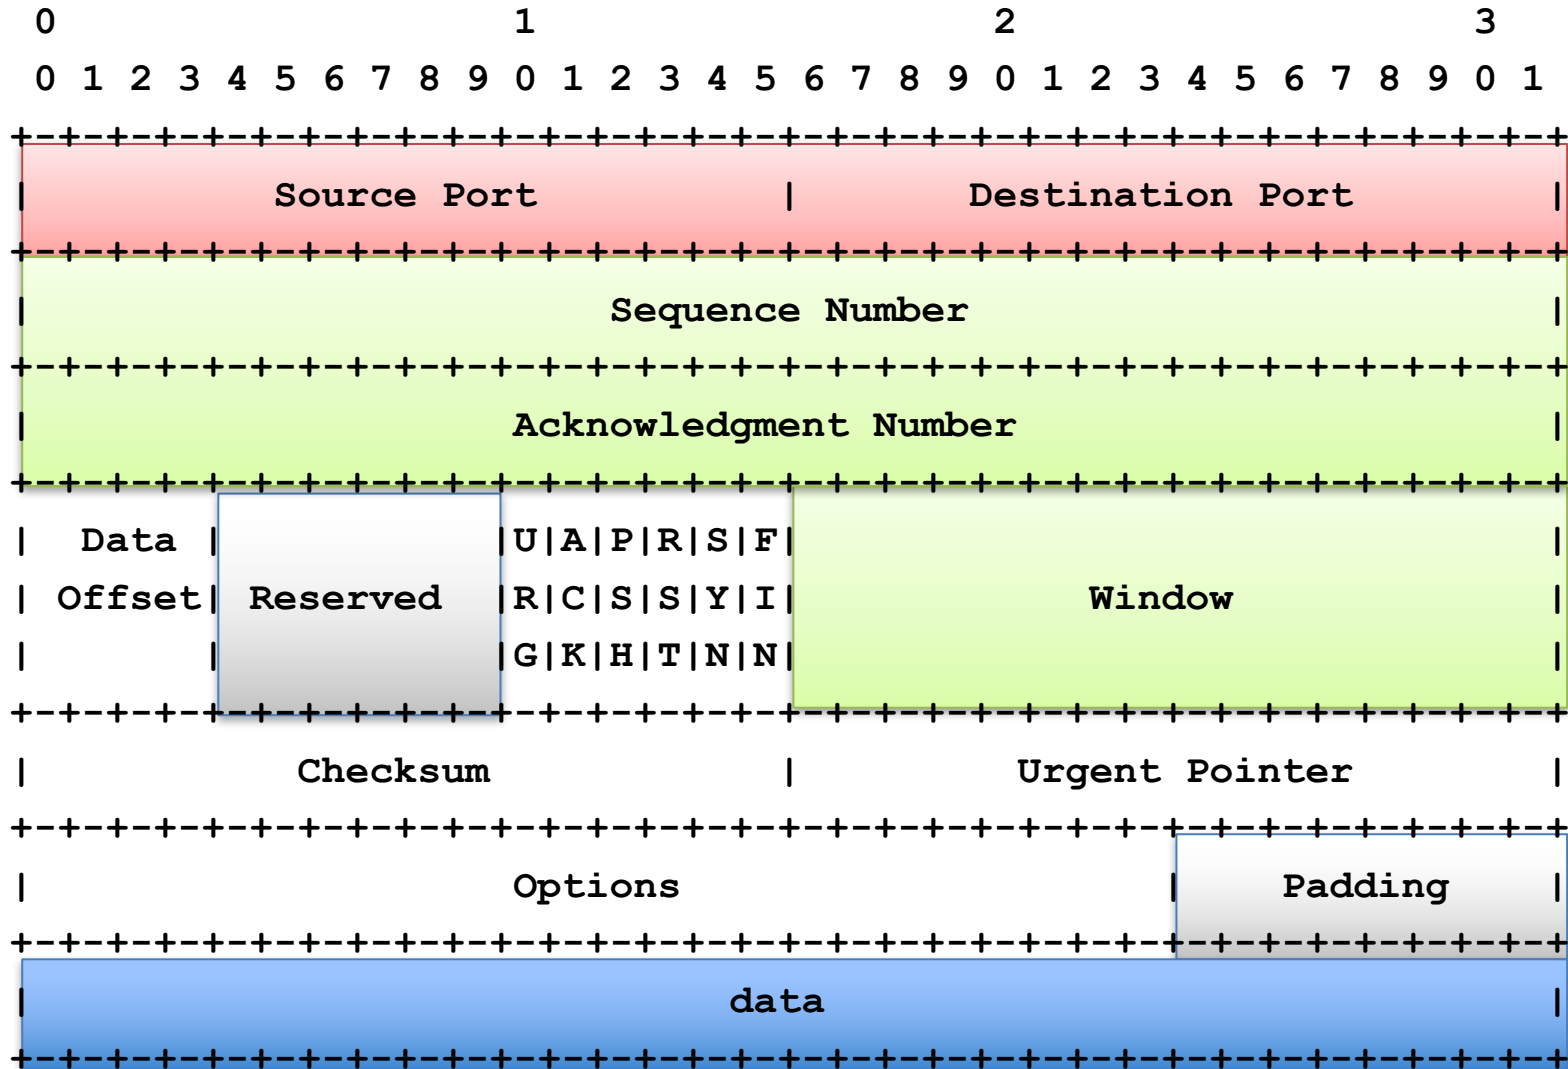 0                   1                   2                   3
0 1 2 3 4 5 6 7 8 9 0 1 2 3 4 5 6 7 8 9 0 1 2 3 4 5 6 7 8 9 0 1
+-+-+-+-+-+-+-+-+-+-+-+-+-+-+-+-+-+-+-+-+-+-+-+-+-+-+-+-+-+-+-+-+
|          Source Port          |       Destination Port        |
+-+-+-+-+-+-+-+-+-+-+-+-+-+-+-+-+-+-+-+-+-+-+-+-+-+-+-+-+-+-+-+-+
|                        Sequence Number                        |
+-+-+-+-+-+-+-+-+-+-+-+-+-+-+-+-+-+-+-+-+-+-+-+-+-+-+-+-+-+-+-+-+
|                    Acknowledgment Number                      |
+-+-+-+-+-+-+-+-+-+-+-+-+-+-+-+-+-+-+-+-+-+-+-+-+-+-+-+-+-+-+-+-+
|  Data |           |U|A|P|R|S|F|                               |
| Offset| Reserved  |R|C|S|S|Y|I|            Window             |
|       |           |G|K|H|T|N|N|                               |
+-+-+-+-+-+-+-+-+-+-+-+-+-+-+-+-+-+-+-+-+-+-+-+-+-+-+-+-+-+-+-+-+
|           Checksum            |         Urgent Pointer        |
+-+-+-+-+-+-+-+-+-+-+-+-+-+-+-+-+-+-+-+-+-+-+-+-+-+-+-+-+-+-+-+-+
|                    Options                    |    Padding    |
+-+-+-+-+-+-+-+-+-+-+-+-+-+-+-+-+-+-+-+-+-+-+-+-+-+-+-+-+-+-+-+-+
|                             data                              |
+-+-+-+-+-+-+-+-+-+-+-+-+-+-+-+-+-+-+-+-+-+-+-+-+-+-+-+-+-+-+-+-+